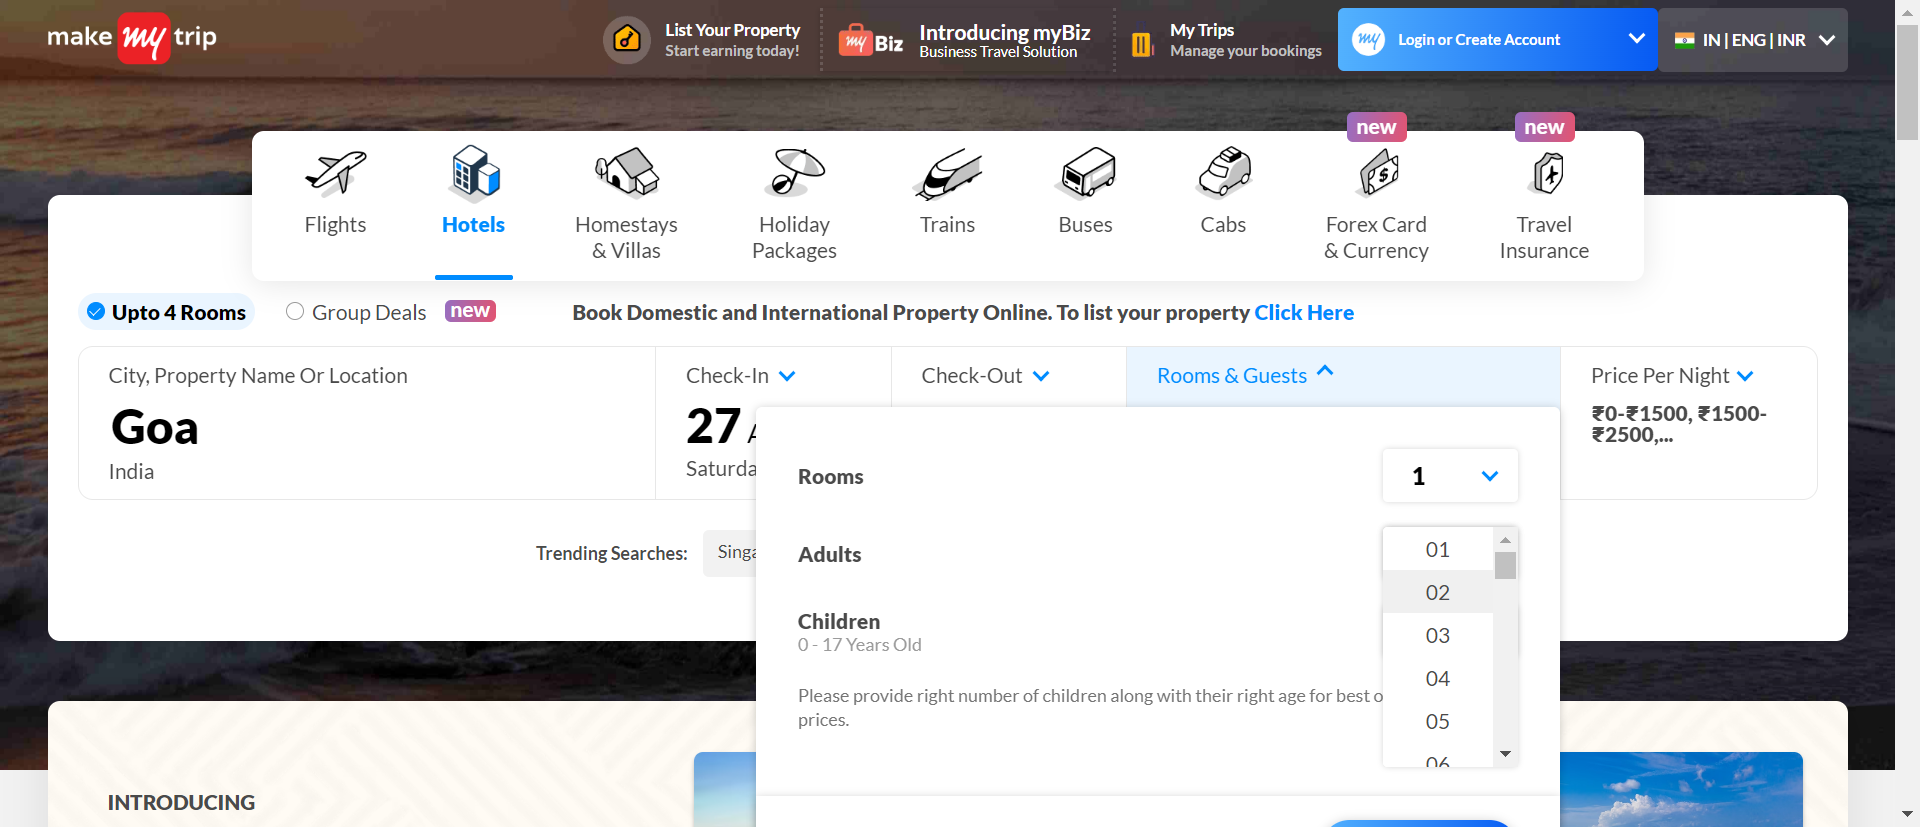 make my trip
List Your Property
Start earning today!
my Biz
Introducing myBiz
Business Travel Solution
My Trips
Manage your bookings
my
Login or Create Account
IN | ENG | INR
new
new
Flights
Hotels
Homestays
& Villas
Holiday
Packages
Trains
Buses
Cabs
Forex Card
& Currency
Travel
Insurance
Upto 4 Rooms
Group Deals
new
Book Domestic and International Property Online. To list your property Click Here
City, Property Name Or Location
Goa
India
Check-In
27 A
Saturda
Check-Out
Rooms & Guests
Price Per Night
₹0-₹1500, ₹1500-
₹2500,...
Rooms
1
Adults
01
02
03
04
05
06
Children
0 - 17 Years Old
Please provide right number of children along with their right age for best o
prices.
Trending Searches:
Singa
INTRODUCING